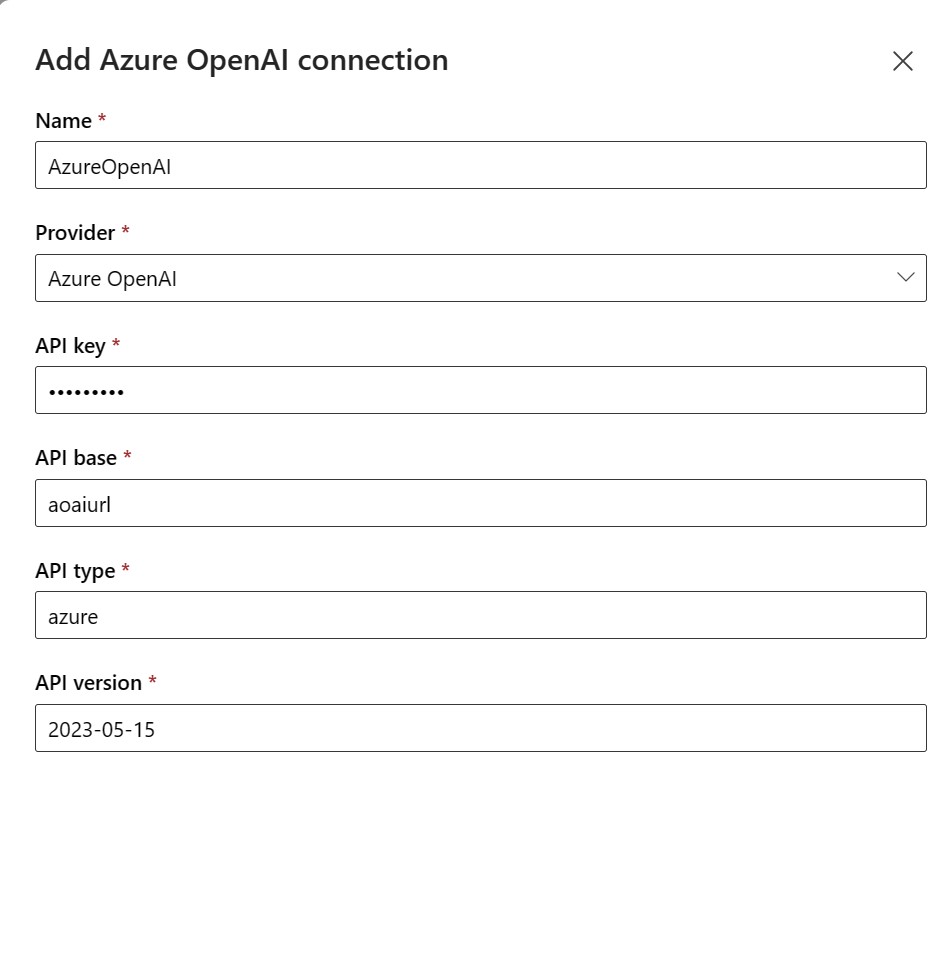 Add Azure OpenAI connection
Name *
AzureOpenAI
Provider *
Azure OpenAI
API key *
•••••••••
API base *
aoaiurl
API type *
azure
API version *
2023-05-15